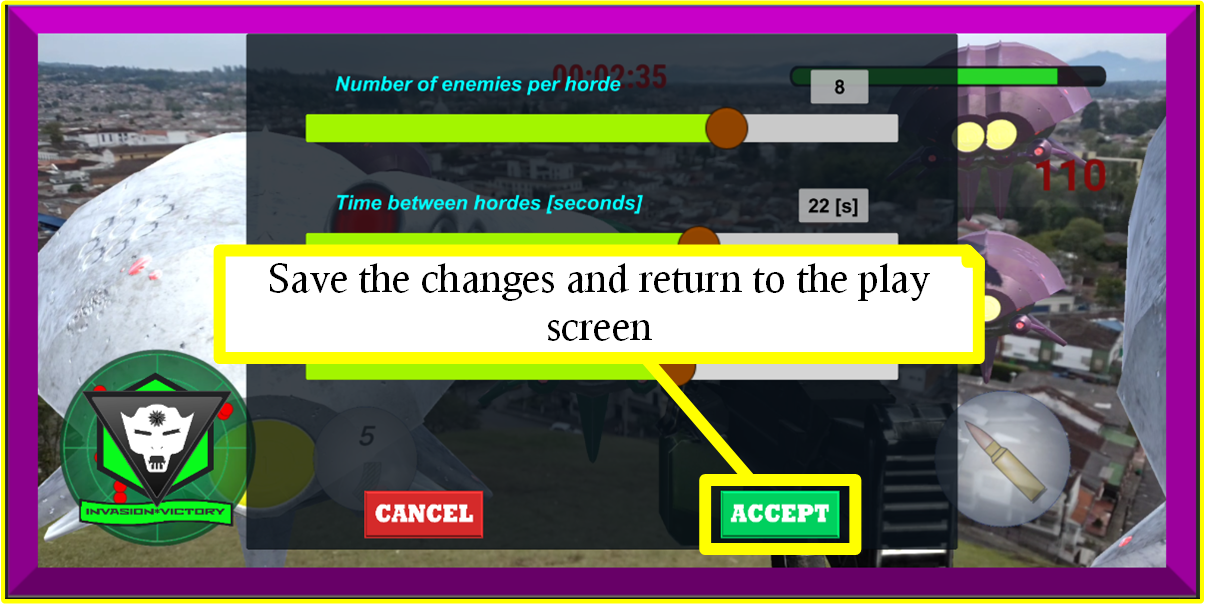 00:02:35
Number of enemies per horde
8
110
Time between hordes [seconds]
22 [s]
Save the changes and return to the play
screen
5
INVASION VICTORY
CANCEL
ACCEPT